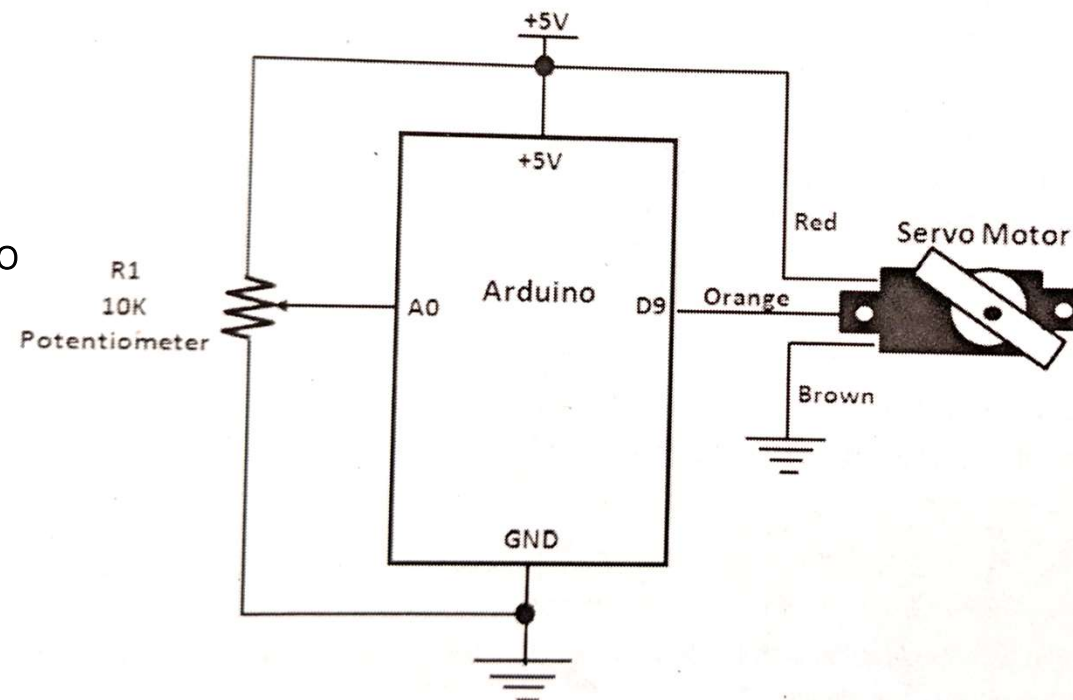 +5V
+5V
Red
Servo Motor
o
R1
10K
Potentiometer
A0
Arduino
D9
Orange
Brown
GND